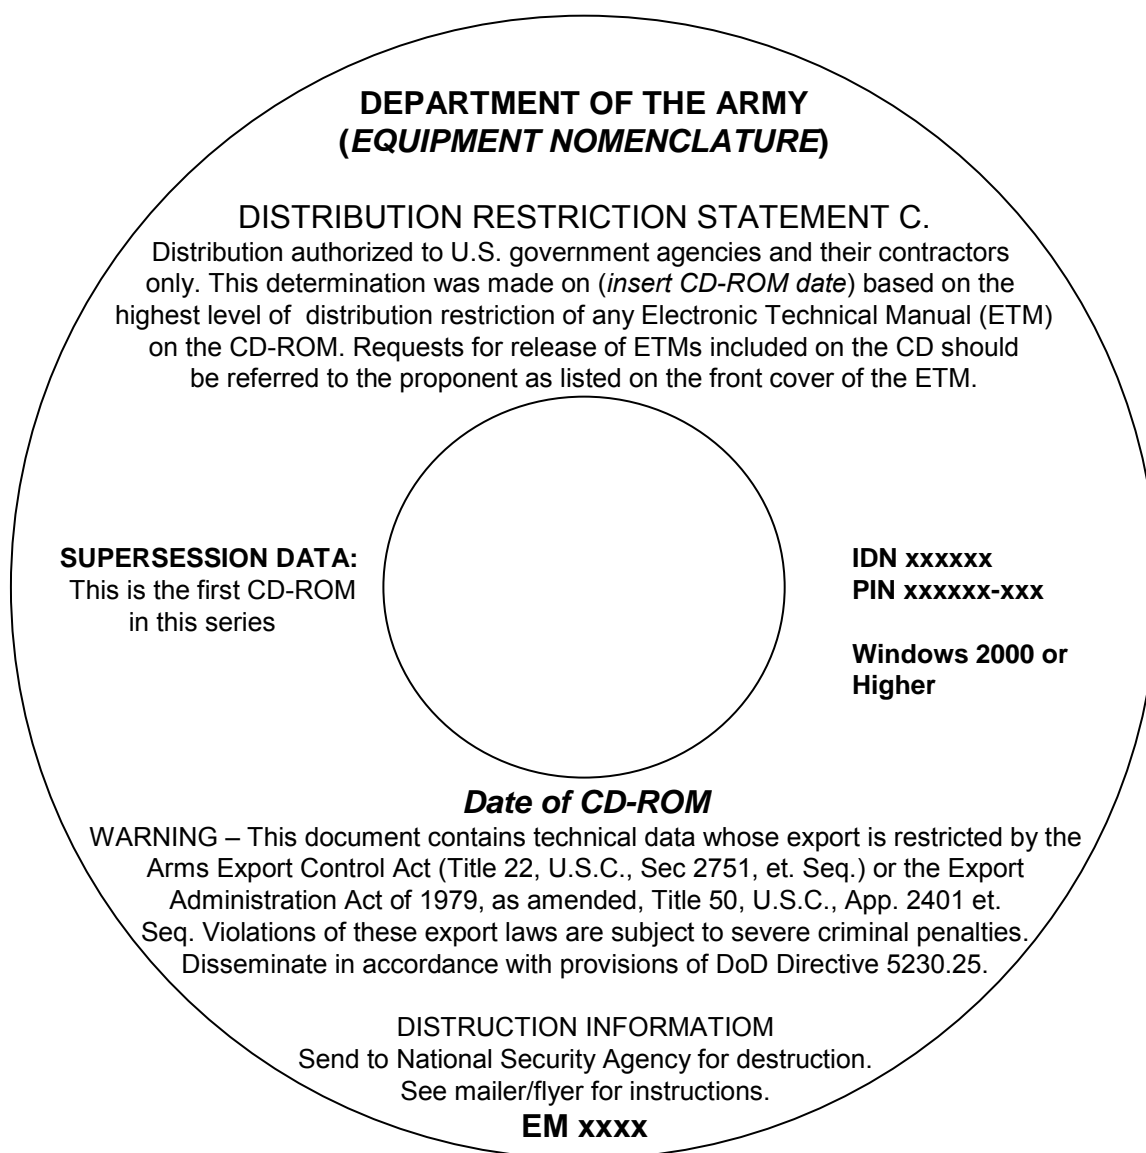 DEPARTMENT OF THE ARMY
(EQUIPMENT NOMENCLATURE)
DISTRIBUTION RESTRICTION STATEMENT C.
Distribution authorized to U.S. government agencies and their contractors
only. This determination was made on (insert CD-ROM date) based on the
highest level of  distribution restriction of any Electronic Technical Manual (ETM)
on the CD-ROM. Requests for release of ETMs included on the CD should
be referred to the proponent as listed on the front cover of the ETM.
SUPERSESSION DATA:
This is the first CD-ROM
in this series
IDN xxxxxx
PIN xxxxxx-xxx
Windows 2000 or
Higher
Date of CD-ROM
WARNING – This document contains technical data whose export is restricted by the
Arms Export Control Act (Title 22, U.S.C., Sec 2751, et. Seq.) or the Export
Administration Act of 1979, as amended, Title 50, U.S.C., App. 2401 et.
Seq. Violations of these export laws are subject to severe criminal penalties.
Disseminate in accordance with provisions of DoD Directive 5230.25.
DISTRUCTION INFORMATIOM
Send to National Security Agency for destruction.
See mailer/flyer for instructions.
EM xxxx